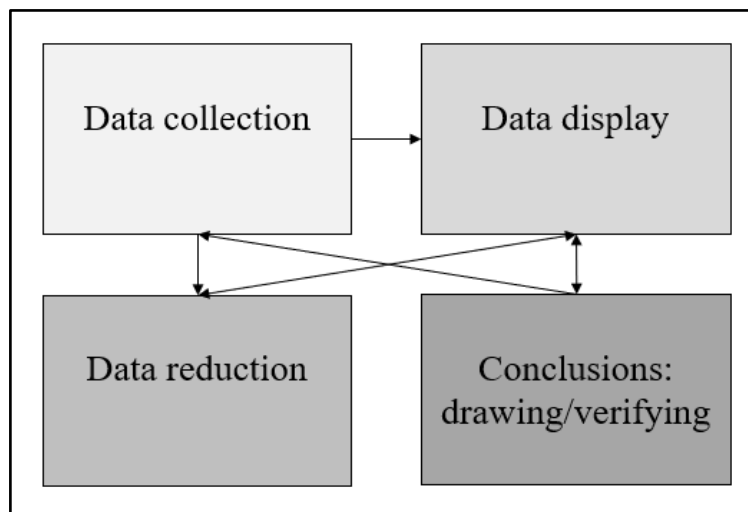 Data collection
Data display
Data reduction
Conclusions:
drawing/verifying